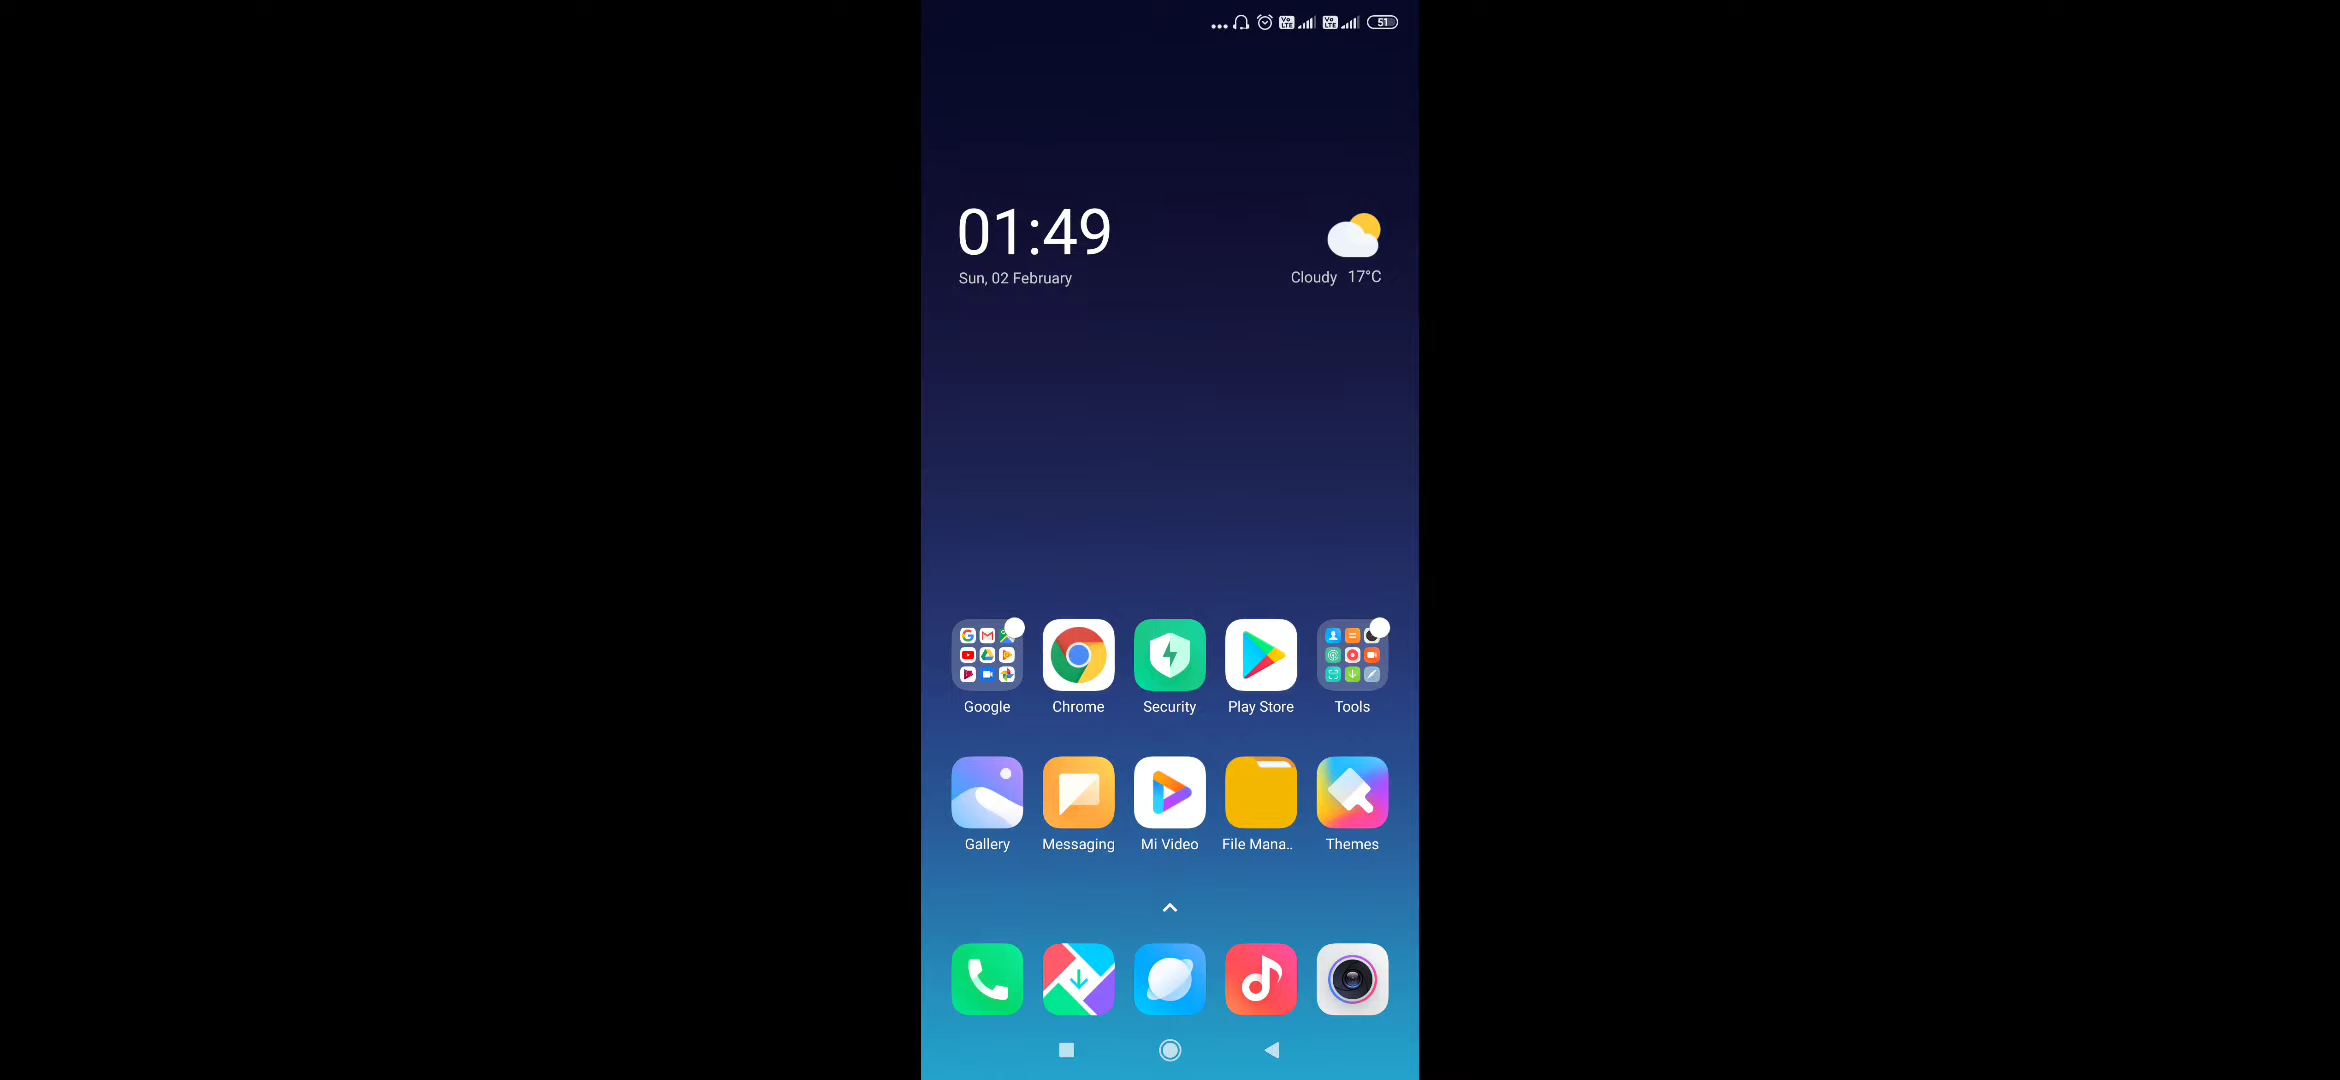 51
01:49
Sun, 02 February
Cloudy 17°C
Google
Chrome
Security
Play Store
Tools
Gallery
Messaging
Mi Video
File Mana..
Themes